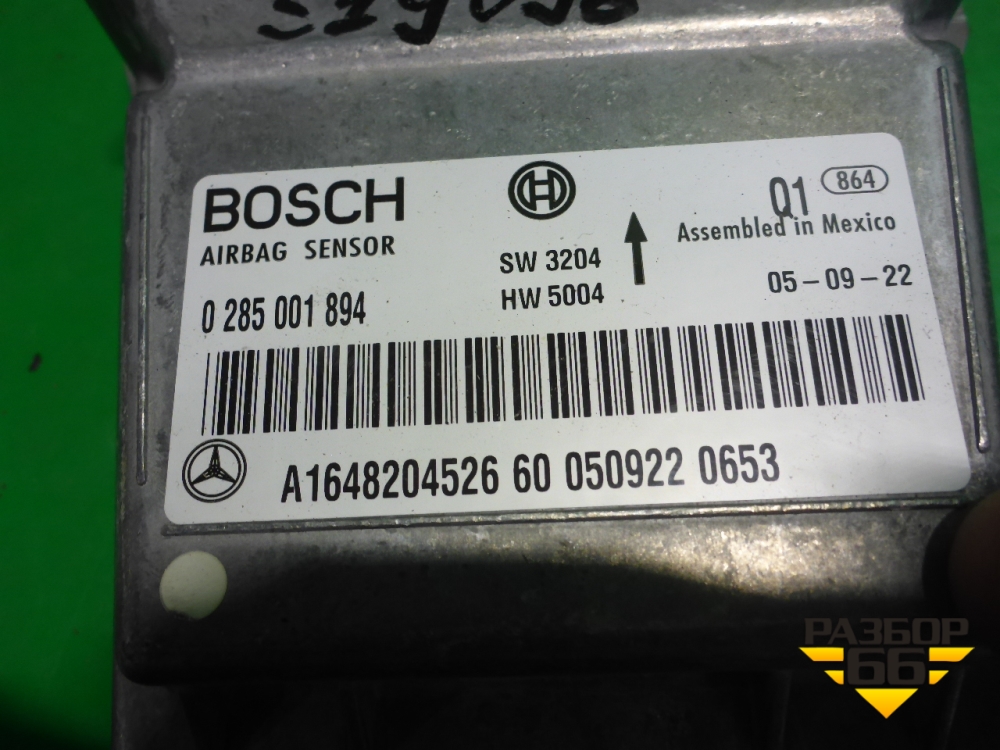 BOSCH
AIRBAG SENSOR
0 285 001 894
SW 3204
HW 5004
Q1 864
Assembled in Mexico
05-09-22
A1648204526 60 050922 0653
РАЗБОР
66